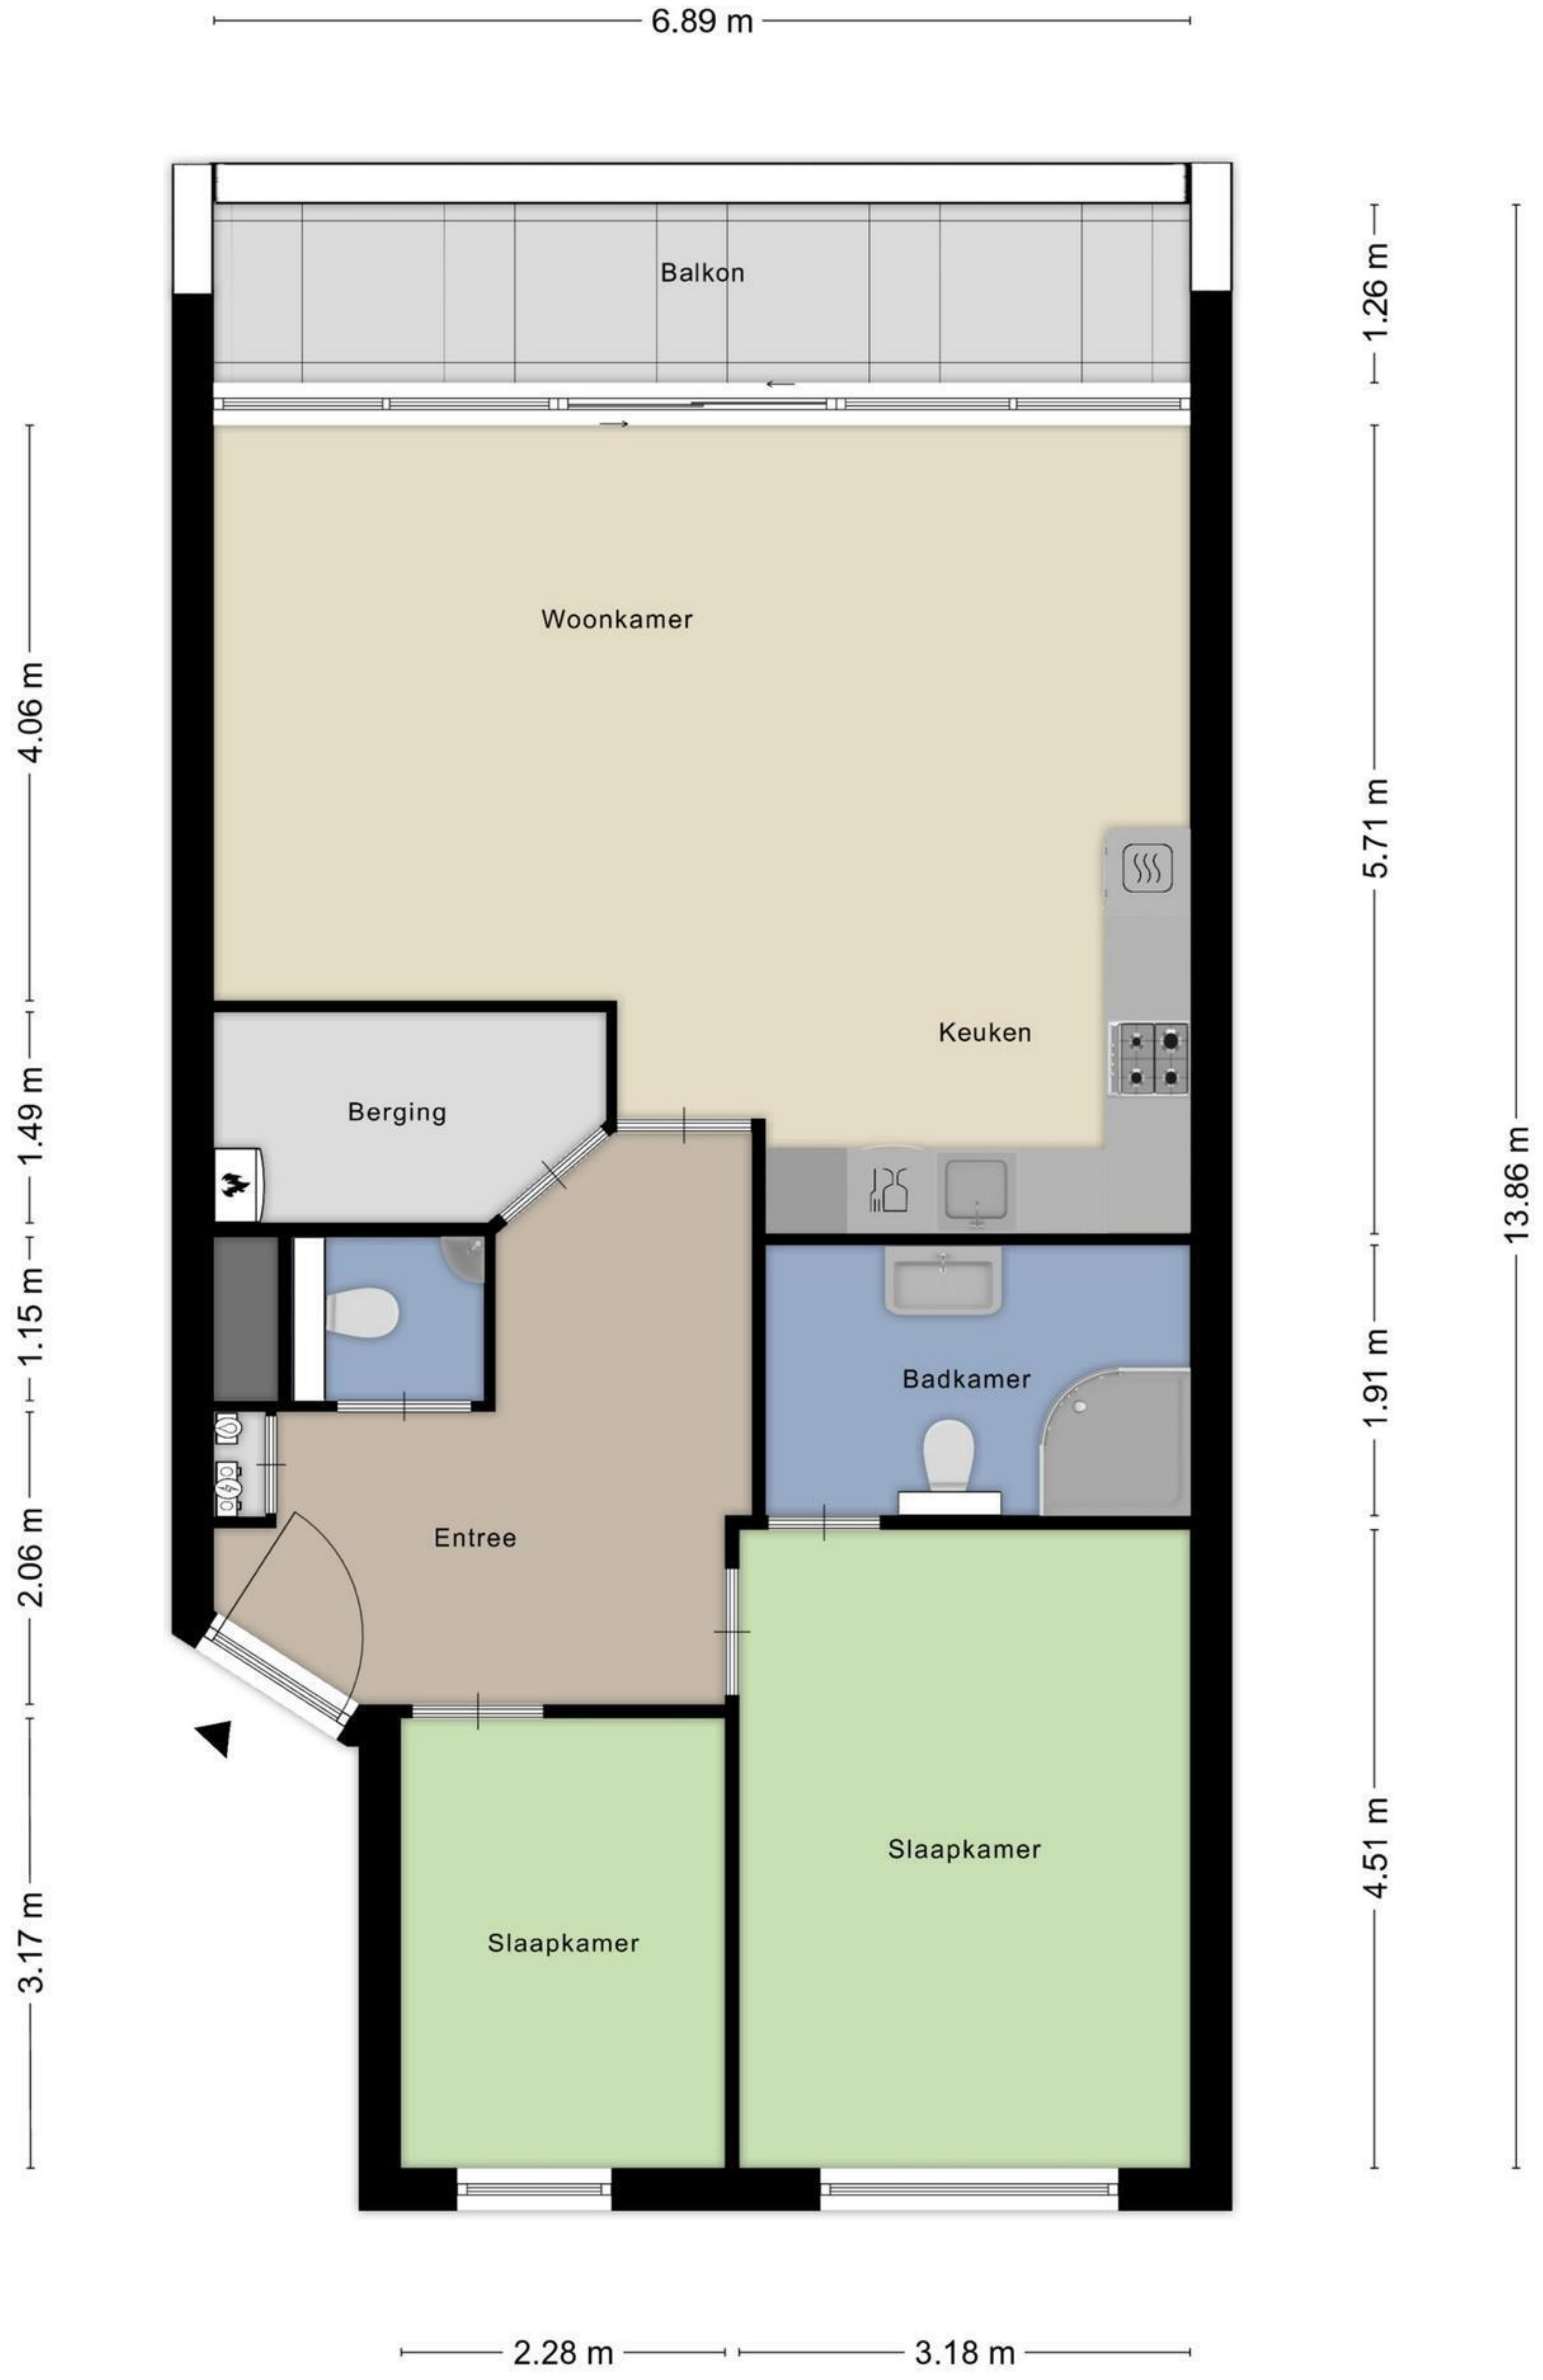 6.89 m
Balkon
1.26 m
Woonkamer
4.06 m
5.71 m
Keuken
Berging
1.49 m
13.86 m
1.15 m
Badkamer
1.91 m
Entree
2.06 m
Slaapkamer
4.51 m
Slaapkamer
3.17 m
2.28 m
3.18 m